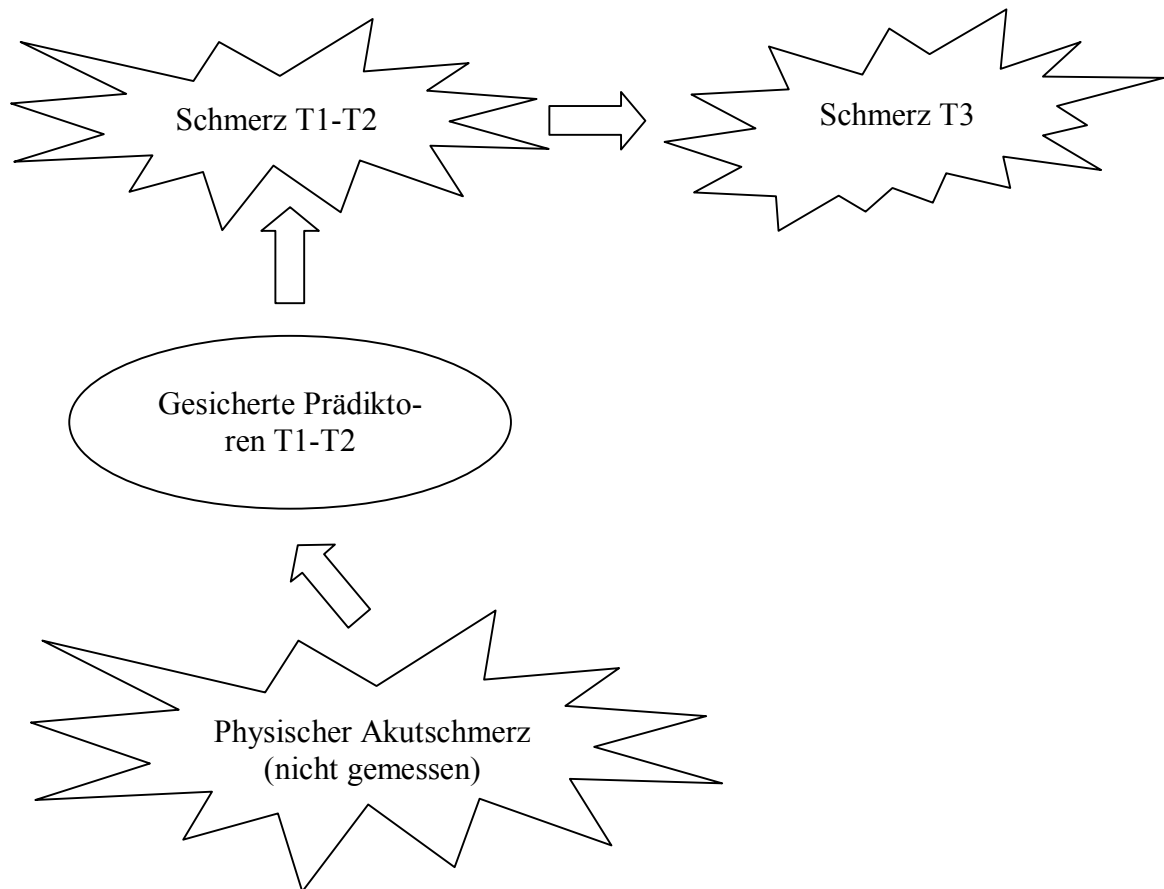 Schmerz T1-T2
Schmerz T3
Gesicherte Prädikto-
ren T1-T2
Physischer Akutschmerz
(nicht gemessen)